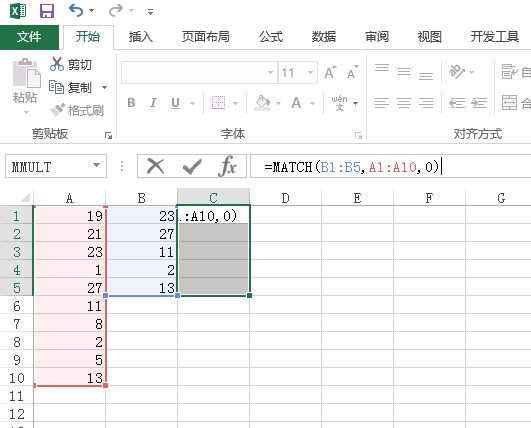 文件 开始 插入 页面布局 公式 数据 审阅 视图 开发工具
剪切
复制
格式刷
粘贴
11 A A
B I U A wén 自 合
剪贴板 字体 对齐方式
MMULT fx =MATCH(B1:B5,A1:A10,0)
A B C D E F G
1 19 23 .:A10,0)
2 21 27
3 23 11
4 1 2
5 27 13
6 11
7 8
8 2
9 5
10 13
11
12